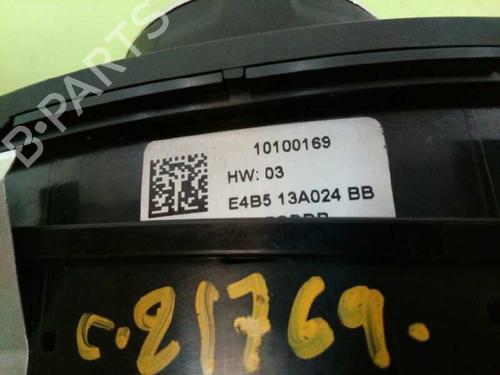 B-PARTS
10100169
HW: 03
E4B5 13A024 BB
c.21769.